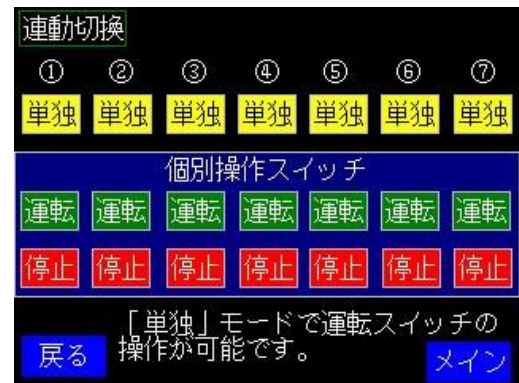 連動切換
① ② ③ ④ ⑤ ⑥ ⑦
単独 単独 単独 単独 単独 単独 単独
個別操作スイッチ
運転 運転 運転 運転 運転 運転 運転
停止 停止 停止 停止 停止 停止 停止
「単独」モードで運転スイッチの
操作が可能です。
戻る メイン